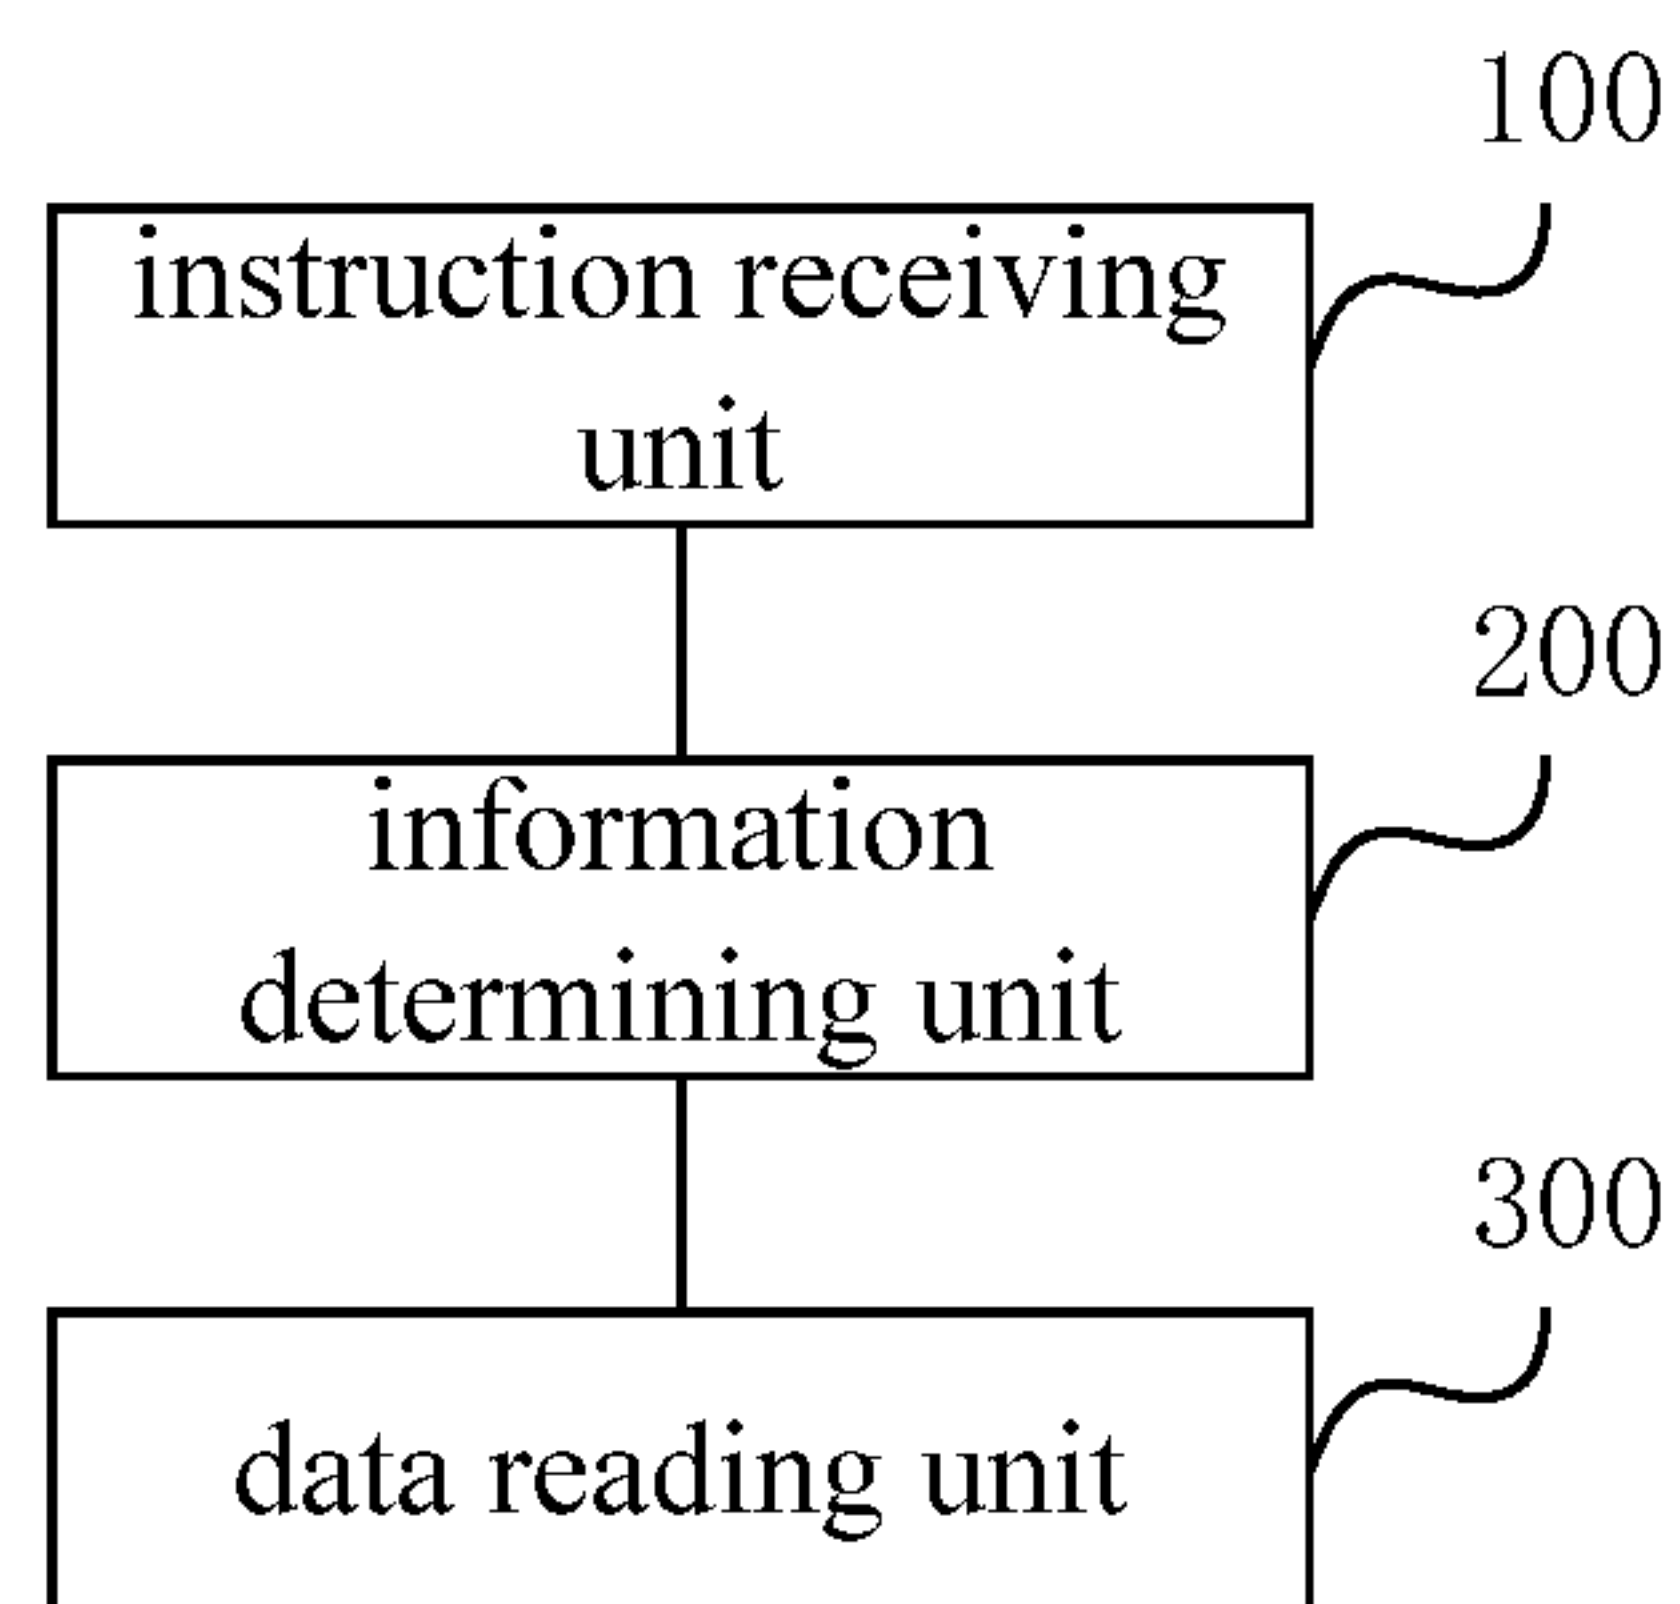 100
instruction receiving
unit
200
information
determining unit
300
data reading unit